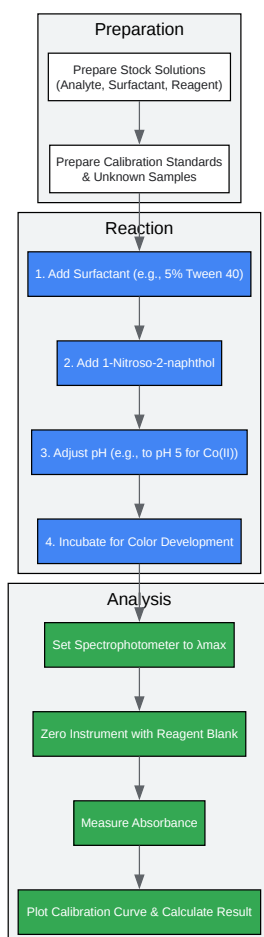 Preparation
Prepare Stock Solutions
(Analyte, Surfactant, Reagent)
Prepare Calibration Standards
& Unknown Samples
Reaction
1. Add Surfactant (e.g., 5% Tween 40)
2. Add 1-Nitroso-2-naphthol
3. Adjust pH (e.g., to pH 5 for Co(II))
4. Incubate for Color Development
Analysis
Set Spectrophotometer to λmax
Zero Instrument with Reagent Blank
Measure Absorbance
Plot Calibration Curve & Calculate Result